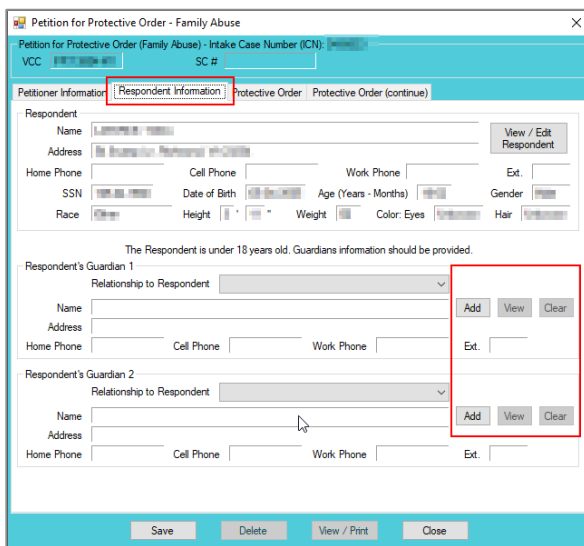 Petition for Protective Order - Family Abuse
Petition for Protective Order (Family Abuse) - Intake Case Number (ICN):
VCC SC #
Petitioner Information Respondent Information Protective Order Protective Order (continue)
Respondent
Name
View / Edit Respondent
Address
Home Phone Cell Phone Work Phone Ext.
SSN Date of Birth Age (Years - Months) Gender
Race Height ' " Weight Color: Eyes Hair
The Respondent is under 18 years old. Guardians information should be provided.
Respondent's Guardian 1
Relationship to Respondent
Name Add View Clear
Address
Home Phone Cell Phone Work Phone Ext.
Respondent's Guardian 2
Relationship to Respondent
Name Add View Clear
Address
Home Phone Cell Phone Work Phone Ext.
Save Delete View / Print Close